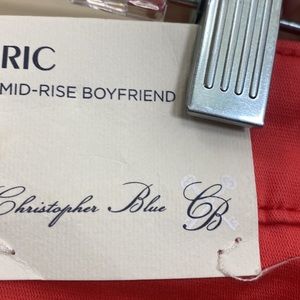 RIC
MID-RISE BOYFRIEND
Christopher Blue
CB